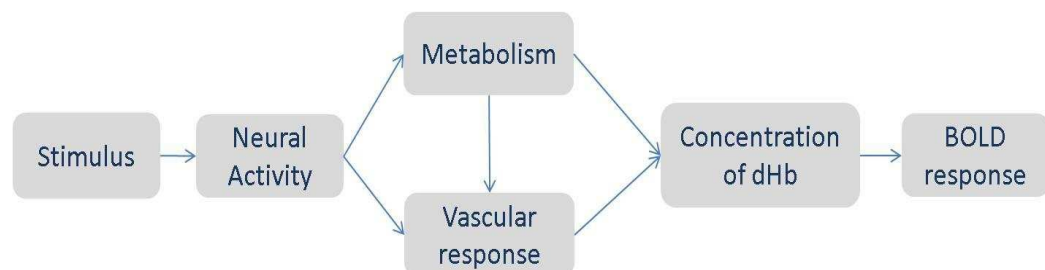 Stimulus
Neural
Activity
Metabolism
Vascular
response
Concentration
of dHb
BOLD
response